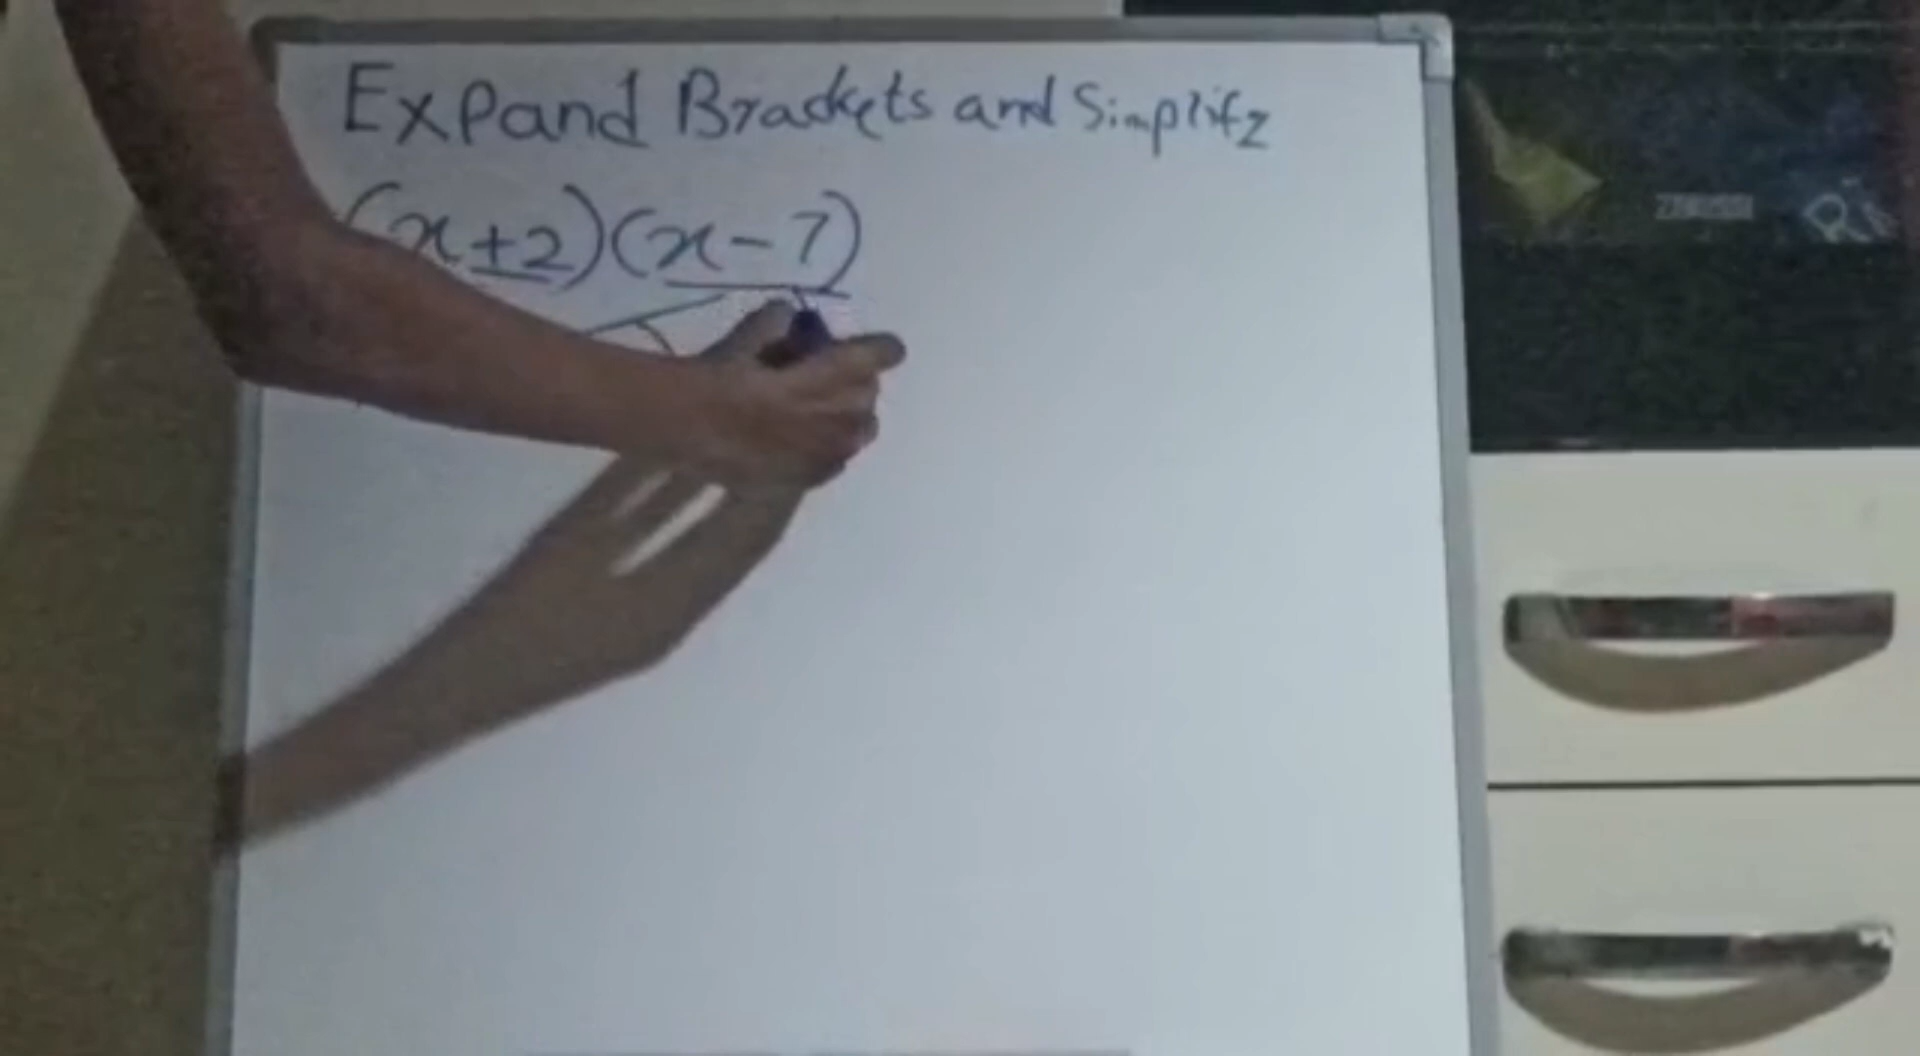 Expand Brackets and Simplify
(x+2)(x-7)